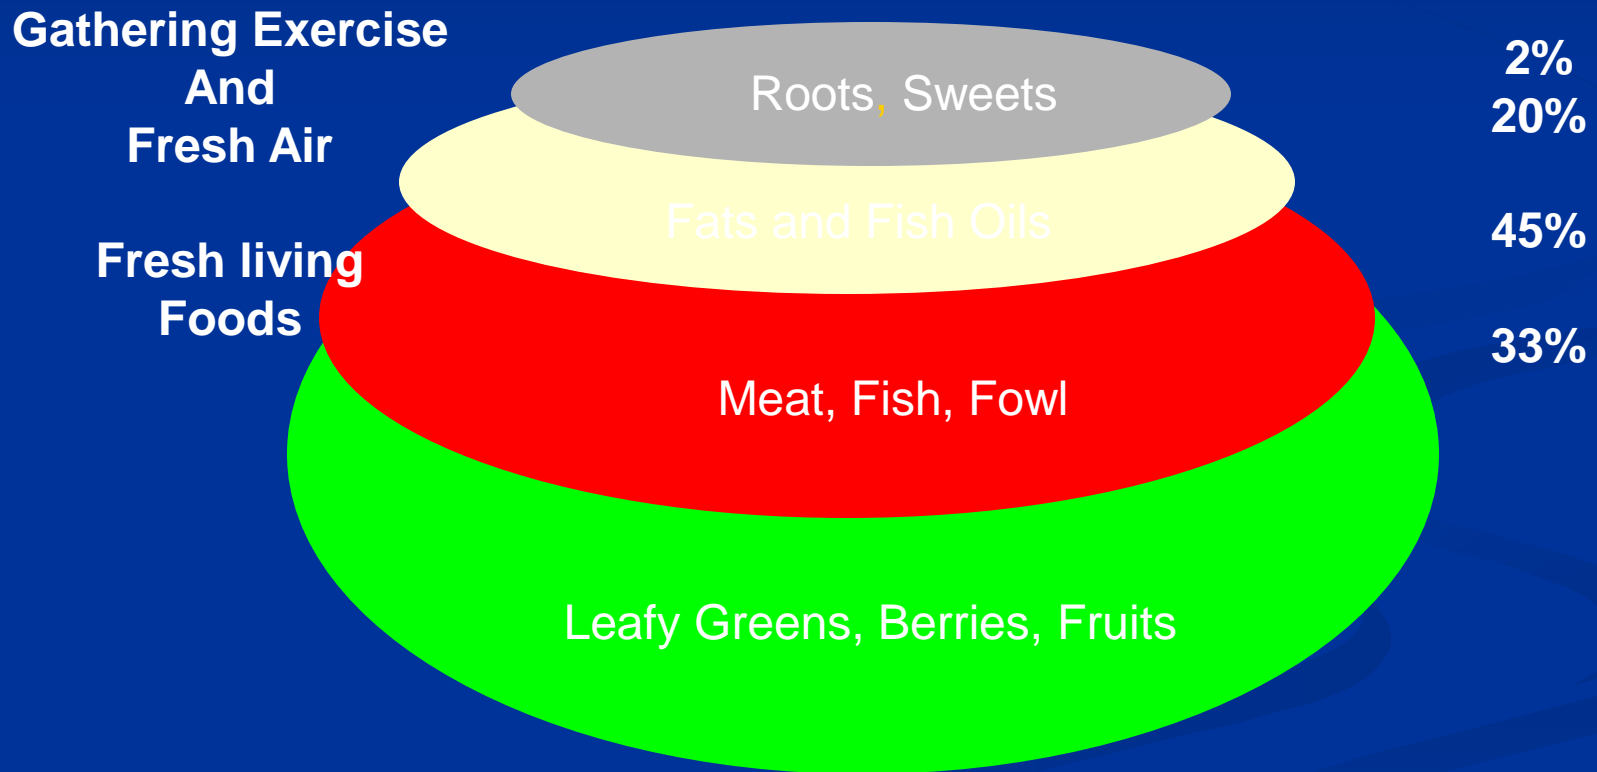 Gathering Exercise
And
Fresh Air
Fresh living
Foods
Roots, Sweets
Fats and Fish Oils
Meat, Fish, Fowl
Leafy Greens, Berries, Fruits
2%
20%
45%
33%